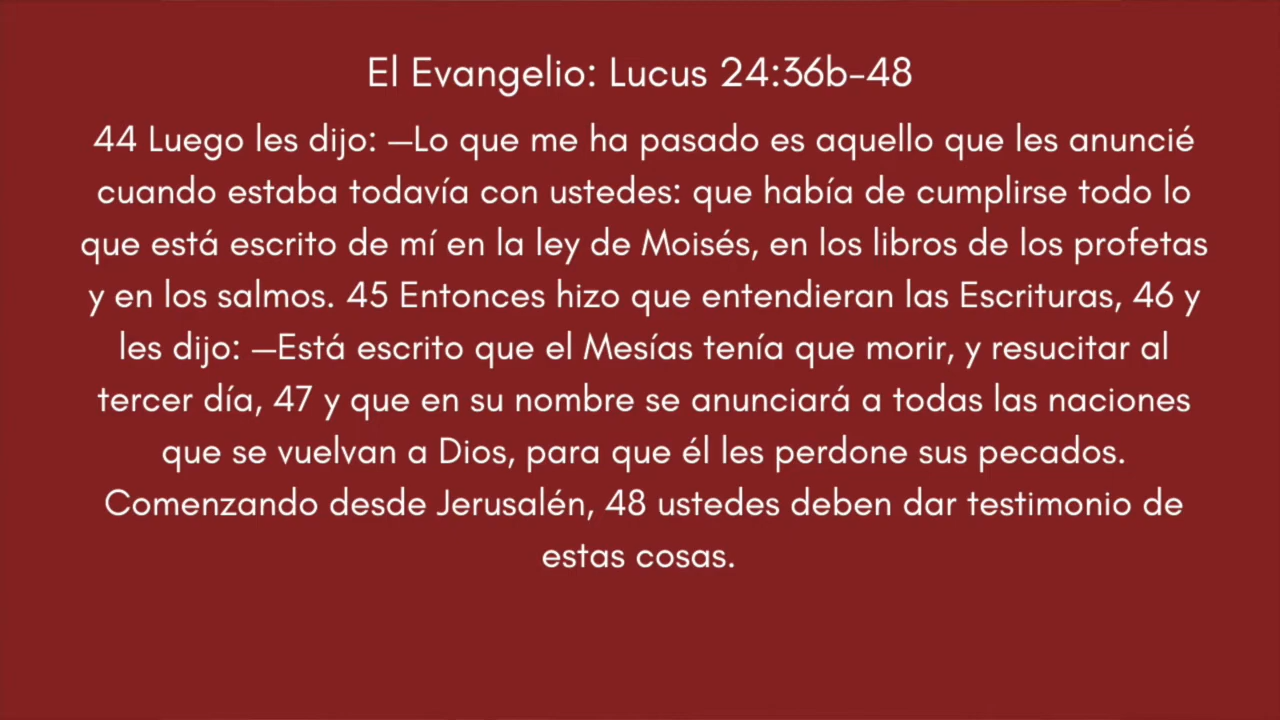 El Evangelio: Lucus 24:36b-48
44 Luego les dijo: —Lo que me ha pasado es aquello que les anuncié
cuando estaba todavía con ustedes: que había de cumplirse todo lo
que está escrito de mí en la ley de Moisés, en los libros de los profetas
y en los salmos. 45 Entonces hizo que entendieran las Escrituras, 46 y
les dijo: —Está escrito que el Mesías tenía que morir, y resucitar al
tercer día, 47 y que en su nombre se anunciará a todas las naciones
que se vuelvan a Dios, para que él les perdone sus pecados.
Comenzando desde Jerusalén, 48 ustedes deben dar testimonio de
estas cosas.